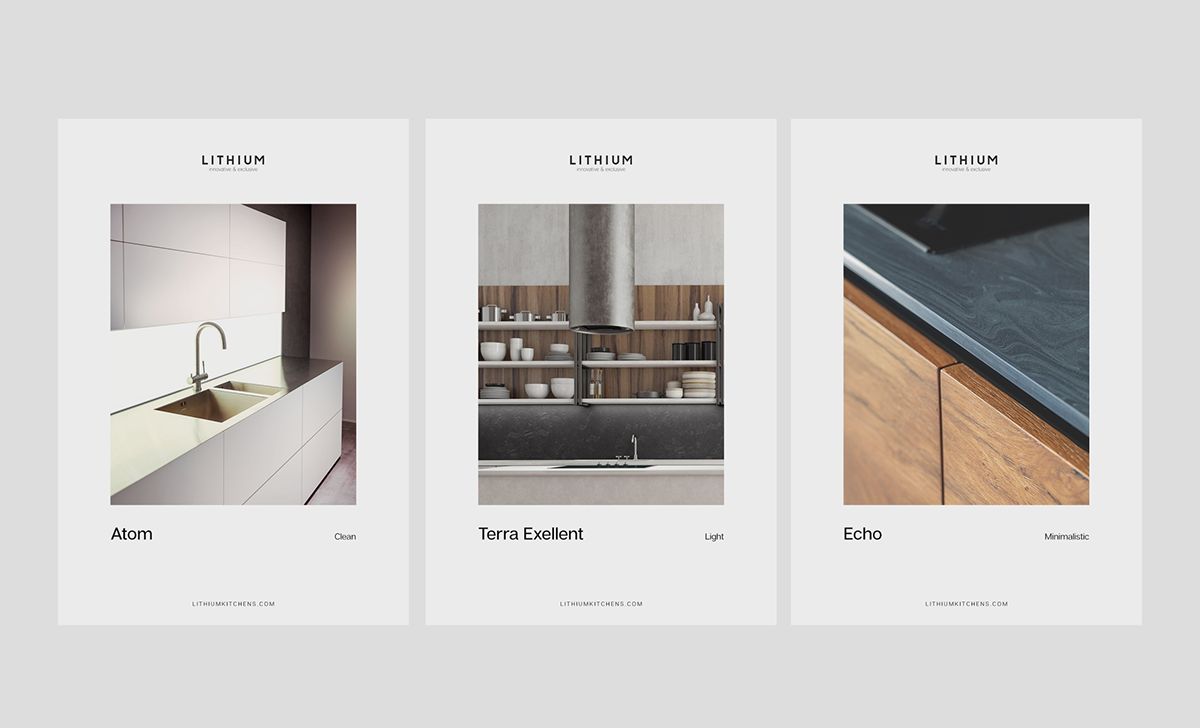 LITHIUM
innovative & exclusive
Atom
Clean
LITHIUMKITCHENS.COM
LITHIUM
innovative & exclusive
Terra Exellent
Light
LITHIUMKITCHENS.COM
LITHIUM
innovative & exclusive
Echo
Minimalistic
LITHIUMKITCHENS.COM